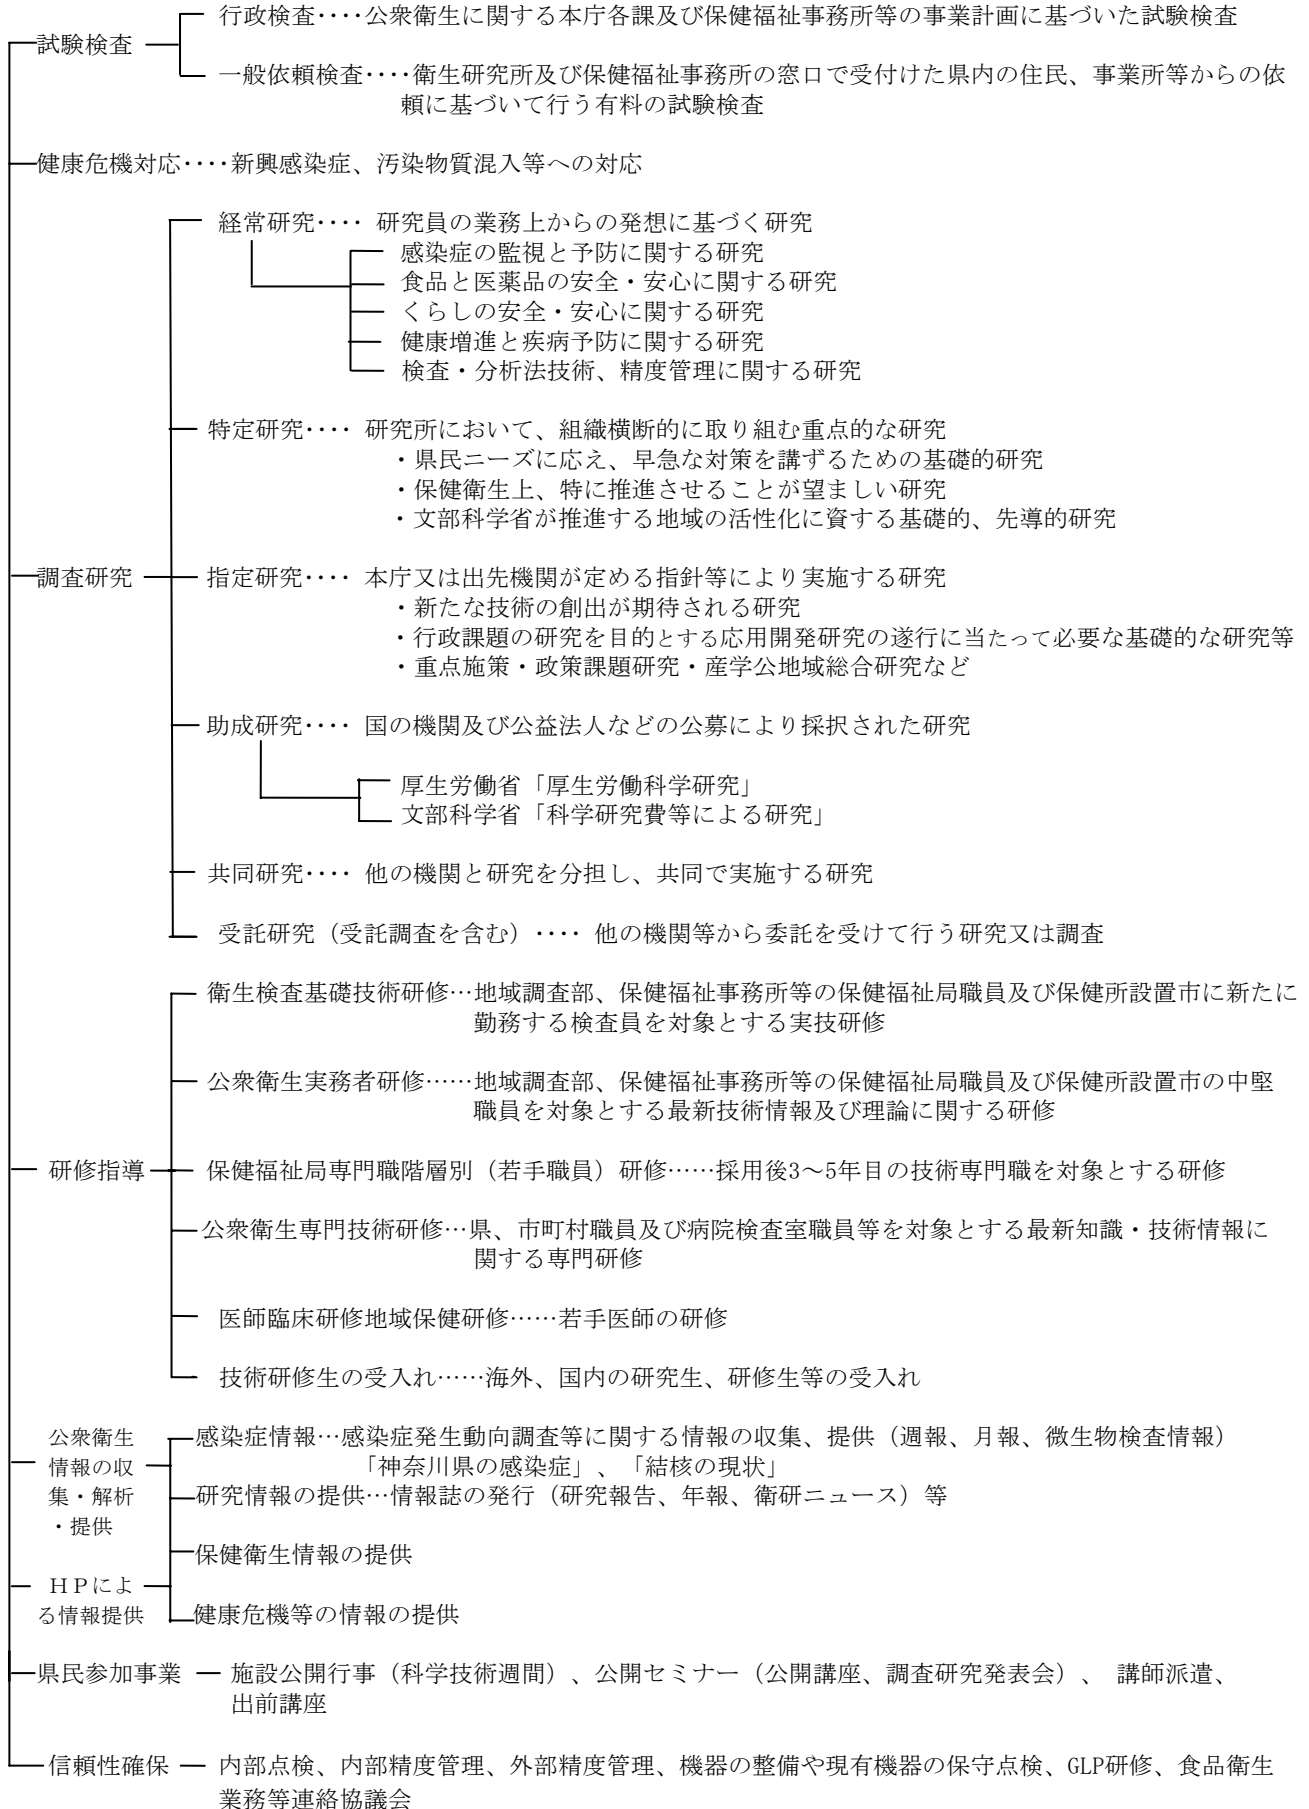 行政検査････公衆衛生に関する本庁各課及び保健福祉事務所等の事業計画に基づいた試験検査
試験検査
一般依頼検査････衛生研究所及び保健福祉事務所の窓口で受付けた県内の住民、事業所等からの依
頼に基づいて行う有料の試験検査
健康危機対応････新興感染症、汚染物質混入等への対応
経常研究････ 研究員の業務上からの発想に基づく研究
感染症の監視と予防に関する研究
食品と医薬品の安全・安心に関する研究
くらしの安全・安心に関する研究
健康増進と疾病予防に関する研究
検査・分析法技術、精度管理に関する研究
特定研究････ 研究所において、組織横断的に取り組む重点的な研究
・県民ニーズに応え、早急な対策を講ずるための基礎的研究
・保健衛生上、特に推進させることが望ましい研究
・文部科学省が推進する地域の活性化に資する基礎的、先導的研究
調査研究
指定研究････ 本庁又は出先機関が定める指針等により実施する研究
・新たな技術の創出が期待される研究
・行政課題の研究を目的とする応用開発研究の遂行に当たって必要な基礎的な研究等
・重点施策・政策課題研究・産学公地域総合研究など
助成研究････ 国の機関及び公益法人などの公募により採択された研究
厚生労働省「厚生労働科学研究」
文部科学省「科学研究費等による研究」
共同研究････ 他の機関と研究を分担し、共同で実施する研究
受託研究（受託調査を含む）････ 他の機関等から委託を受けて行う研究又は調査
衛生検査基礎技術研修…地域調査部、保健福祉事務所等の保健福祉局職員及び保健所設置市に新たに
勤務する検査員を対象とする実技研修
公衆衛生実務者研修……地域調査部、保健福祉事務所等の保健福祉局職員及び保健所設置市の中堅
職員を対象とする最新技術情報及び理論に関する研修
研修指導
保健福祉局専門職階層別（若手職員）研修……採用後3～5年目の技術専門職を対象とする研修
公衆衛生専門技術研修…県、市町村職員及び病院検査室職員等を対象とする最新知識・技術情報に
関する専門研修
医師臨床研修地域保健研修……若手医師の研修
技術研修生の受入れ……海外、国内の研究生、研修生等の受入れ
公衆衛生
情報の収
集・解析
・提供
感染症情報…感染症発生動向調査等に関する情報の収集、提供（週報、月報、微生物検査情報）
「神奈川県の感染症」、「結核の現状」
研究情報の提供…情報誌の発行（研究報告、年報、衛研ニュース）等
保健衛生情報の提供
ＨＰによ
る情報提供
健康危機等の情報の提供
県民参加事業
施設公開行事（科学技術週間）、公開セミナー（公開講座、調査研究発表会）、 講師派遣、
出前講座
信頼性確保
内部点検、内部精度管理、外部精度管理、機器の整備や現有機器の保守点検、GLP研修、食品衛生
業務等連絡協議会